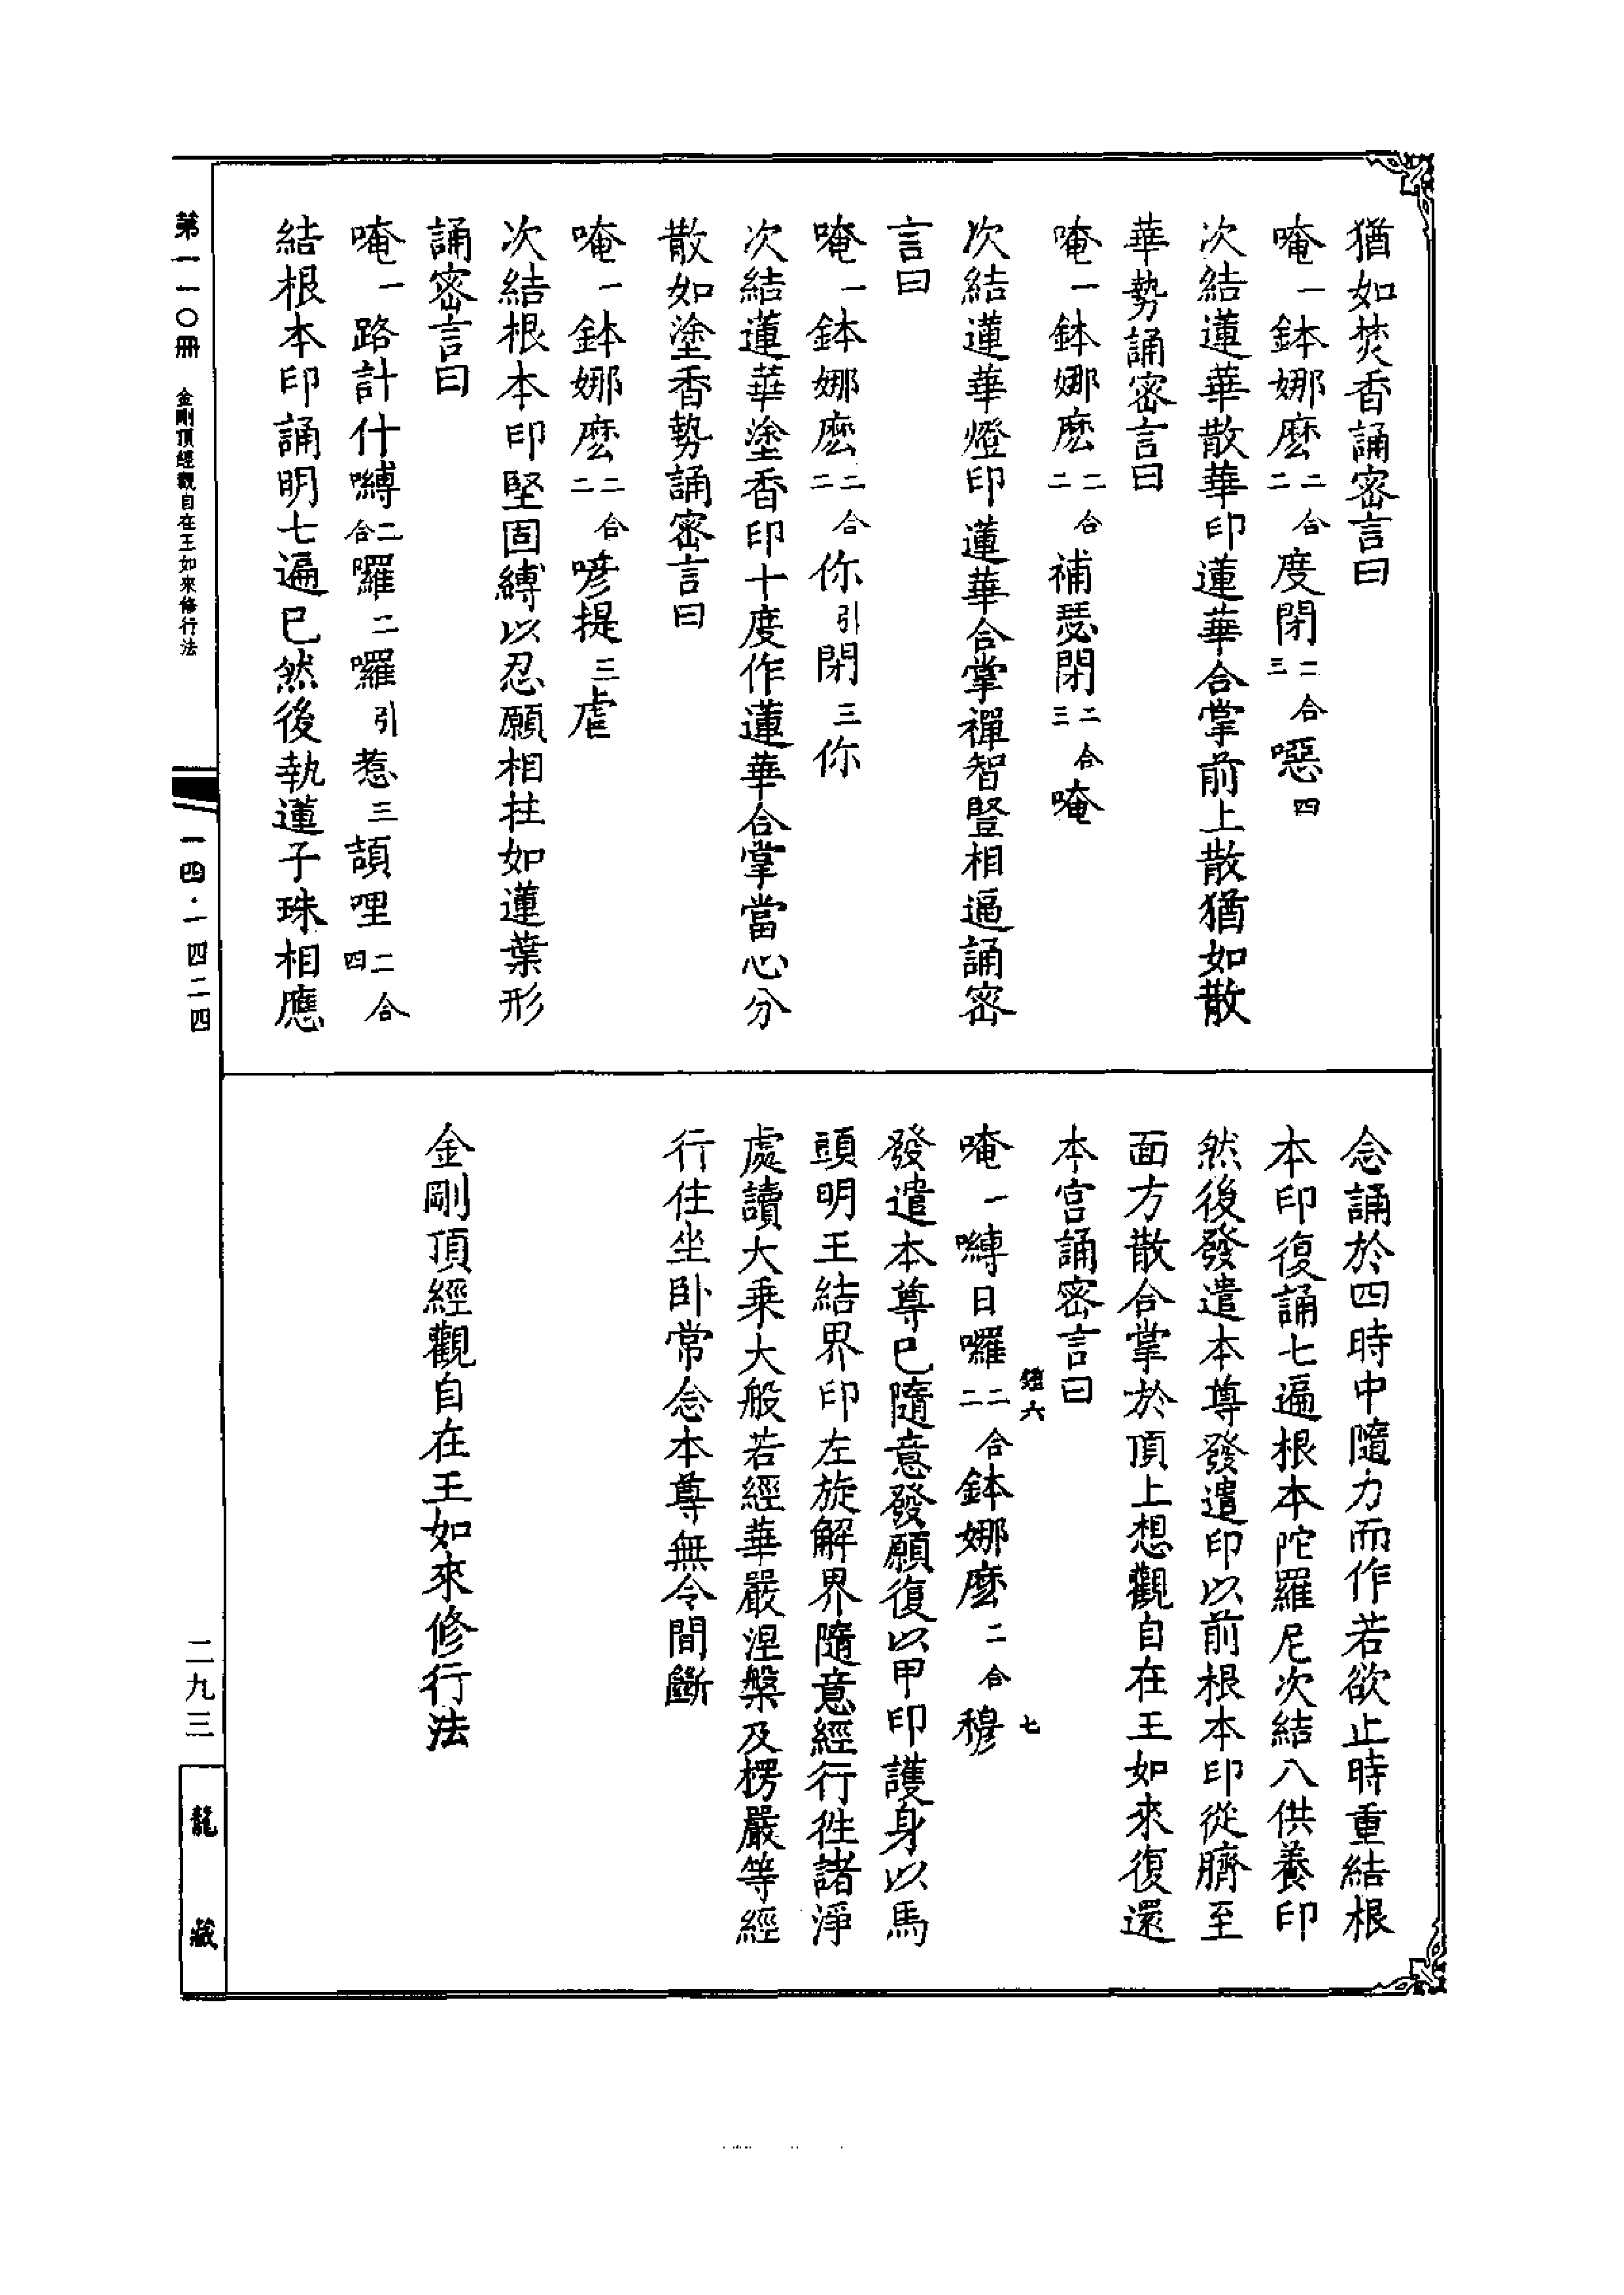 猶如焚香誦密言曰
唵一鉢娜麽二合二度閉二合三噁四
次結蓮華散華印蓮華合掌前上散猶如散
華勢誦密言曰
唵一鉢娜麽二合二補瑟閉二合三唵
次結蓮華燈印蓮華合掌禪智豎相逼誦密
言曰
唵一鉢娜麽二合二你引閉三你
次結蓮華塗香印十度作蓮華合掌當心分
散如塗香勢誦密言曰
唵一鉢娜麽二合二喭提三虐
次結根本印堅固縛以忍願相拄如蓮葉形
誦密言曰
唵一路計什嚩二合囉二囉引惹三頡哩二合四
結根本印誦明七遍已然後執蓮子珠相應
念誦於四時中隨力而作若欲止時重結根
本印復誦七遍根本陀羅尼次結八供養印
然後發遣本尊發遣印以前根本印從臍至
面方散合掌於頂上想觀自在王如來復還
本宮誦密言曰
六 七
唵一嚩日囉二合二鉢娜麽二合穆
發遣本尊已隨意發願復以甲印護身以馬
頭明王結界印左旋解界隨意經行往諸淨
處讀大乘大般若經華嚴涅槃及楞嚴等經
行住坐臥常念本尊無令間斷
金剛頂經觀自在王如來修行法
第一一〇冊 金剛頂經觀自在王如來修行法
一四·一四二四
二九三
龍藏